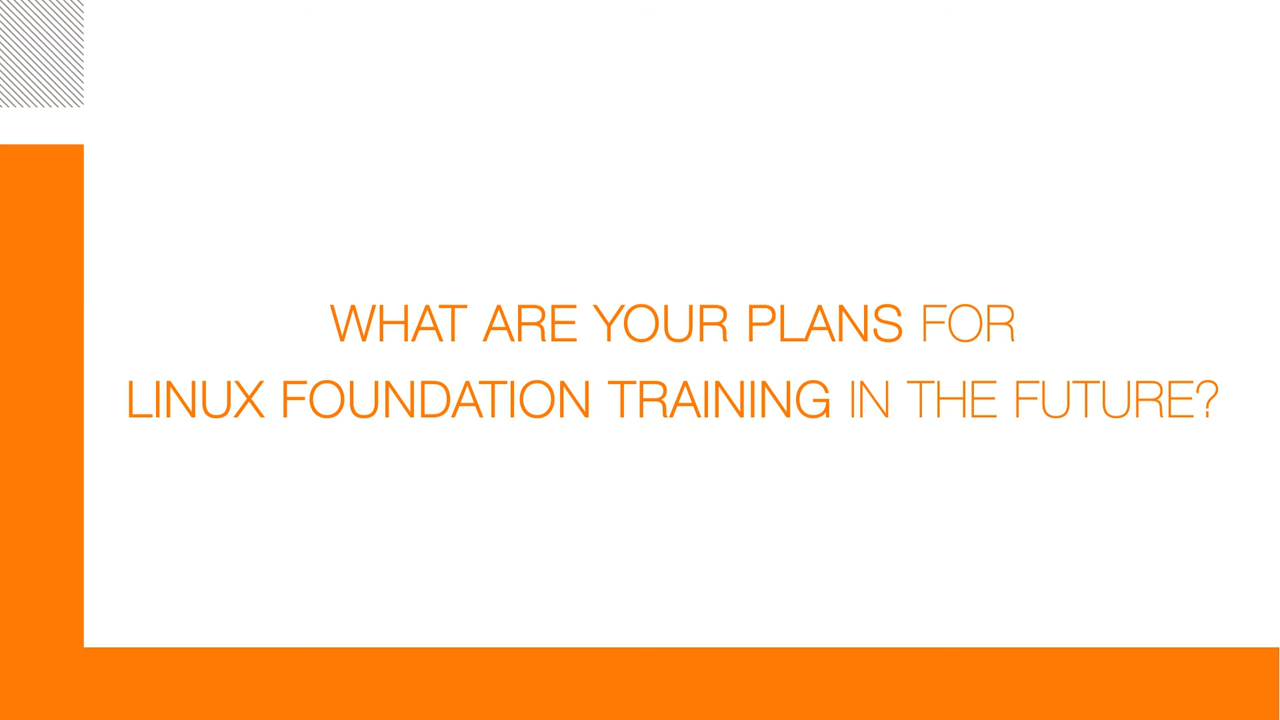 WHAT ARE YOUR PLANS FOR
LINUX FOUNDATION TRAINING IN THE FUTURE?